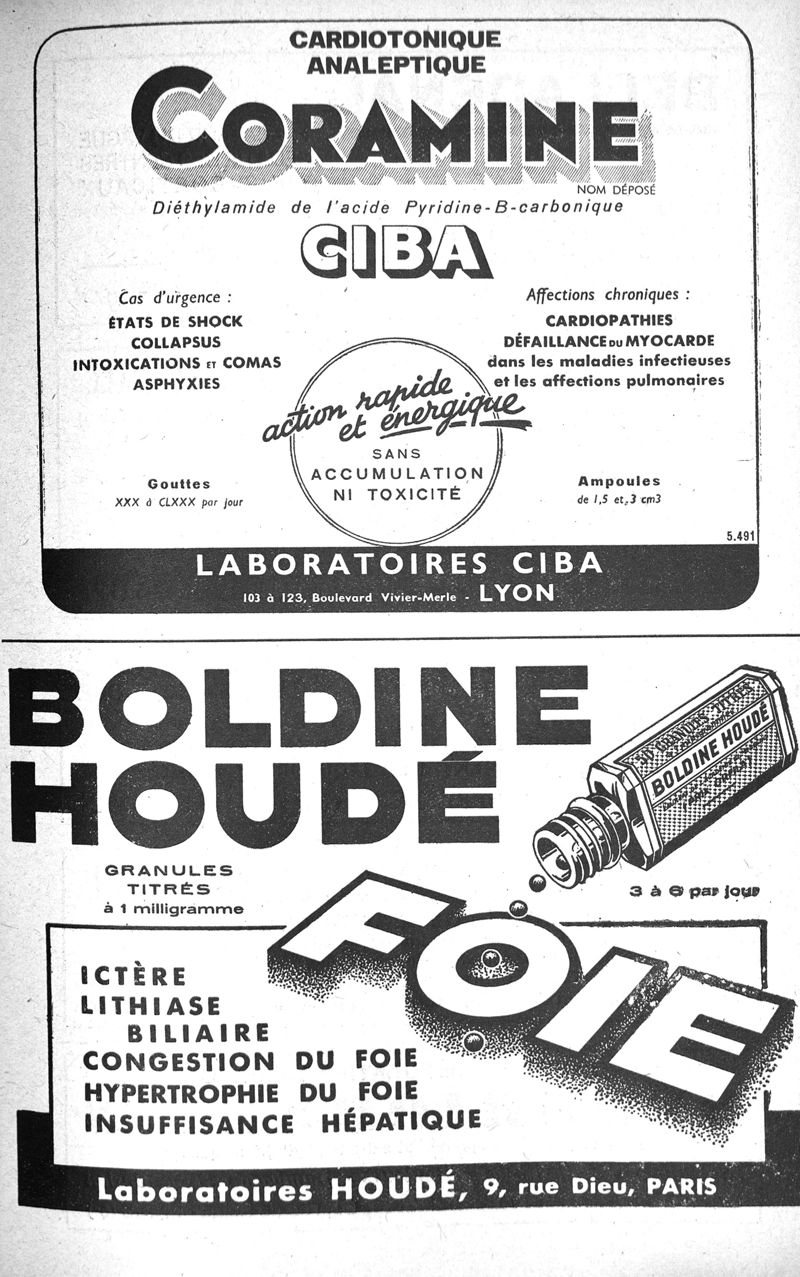 CARDIOTONIQUE
ANALEPTIQUE
CORAMINE
NOM DÉPOSÉ
Diéthylamide de l'acide Pyridine-B-carbonique
CIBA
Cas d'urgence :
ÉTATS DE SHOCK
COLLAPSUS
INTOXICATIONS ET COMAS
ASPHYXIES
Affections chroniques :
CARDIOPATHIES
DÉFAILLANCE DU MYOCARDE
dans les maladies infectieuses
et les affections pulmonaires
action rapide
et énergique
SANS
ACCUMULATION
NI TOXICITÉ
Gouttes
XXX à CLXXX par jour
Ampoules
de 1,5 et 3 cm3
5.491
LABORATOIRES CIBA
103 à 123, Boulevard Vivier-Merle - LYON
BOLDINE
HOUDÉ
BOLDINE HOUDÉ
GRANULES
TITRÉS
à 1 milligramme
3 à 6 par jour
FOIE
ICTÈRE
LITHIASE
BILIAIRE
CONGESTION DU FOIE
HYPERTROPHIE DU FOIE
INSUFFISANCE HÉPATIQUE
Laboratoires HOUDÉ, 9, rue Dieu, PARIS